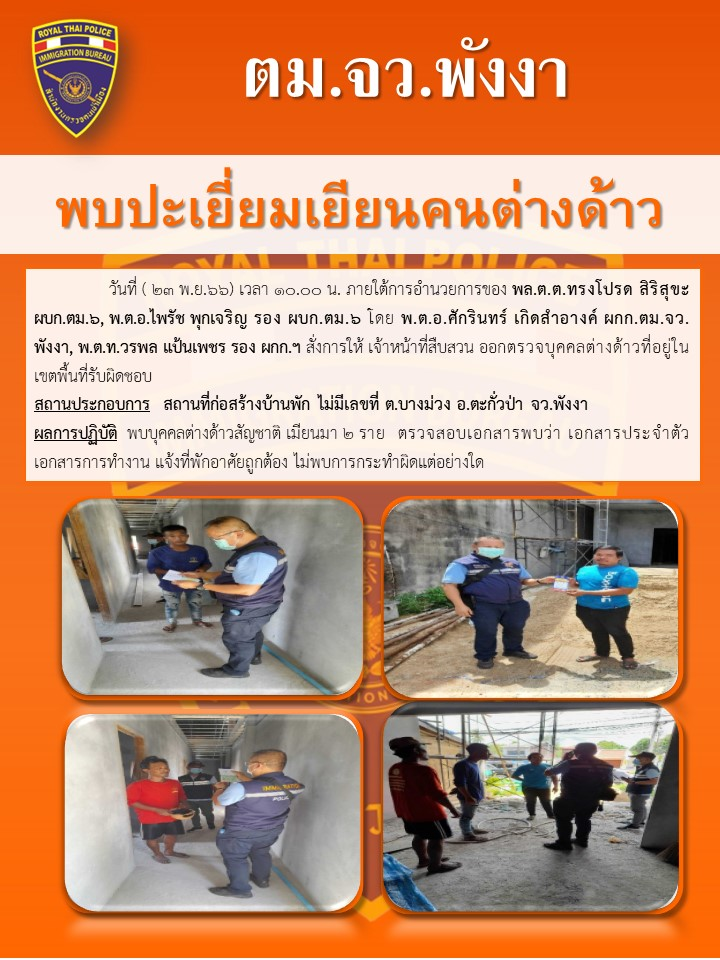 ROYAL THAI POLICE
IMMIGRATION BUREAU
สำนักงานตรวจคนเข้าเมือง
ตม.จว.พังงา
พบปะเยี่ยมเยียนคนต่างด้าว
ROYAL THAI POLICE
วันที่ ( ๒๓ พ.ย.๖๖) เวลา ๑๐.๐๐ น. ภายใต้การอำนวยการของ พล.ต.ต.ทรงโปรด สิริสุขะ
ผบก.ตม.๖, พ.ต.อ.ไพรัช พุกเจริญ รอง ผบก.ตม.๖ โดย พ.ต.อ.ศักรินทร์ เกิดสำอางค์ ผกก.ตม.จว.
พังงา, พ.ต.ท.วรพล แป้นเพชร รอง ผกก.ฯ สั่งการให้ เจ้าหน้าที่สืบสวน ออกตรวจบุคคลต่างด้าวที่อยู่ใน
เขตพื้นที่รับผิดชอบ
สถานประกอบการ สถานที่ก่อสร้างบ้านพัก ไม่มีเลขที่ ต.บางม่วง อ.ตะกั่วป่า จว.พังงา
ผลการปฏิบัติ พบบุคคลต่างด้าวสัญชาติ เมียนมา ๒ ราย ตรวจสอบเอกสารพบว่า เอกสารประจำตัว
เอกสารการทำงาน แจ้งที่พักอาศัยถูกต้อง ไม่พบการกระทำผิดแต่อย่างใด